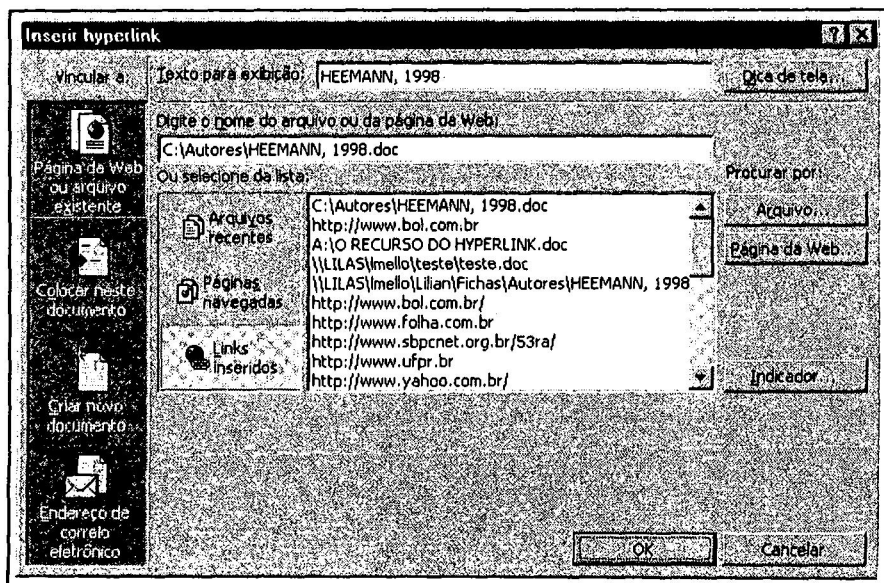 Inserir hyperlink
Vincular a:
Texto para exibição: HEEMANN, 1998
Dica de tela...
Digite o nome do arquivo ou da página da Web:
C:\Autores\HEEMANN, 1998.doc
Ou selecione da lista:
Procurar por:
Página da Web
ou arquivo
existente
Colocar neste
documento
Criar novo
documento
Endereço de
correio
eletrônico
Arquivos
recentes
Páginas
navegadas
Links
inseridos
C:\Autores\HEEMANN, 1998.doc
http://www.bol.com.br
A:\O RECURSO DO HYPERLINK.doc
\\LILAS\lmello\teste\teste.doc
\\LILAS\lmello\Lilian\Fichas\Autores\HEEMANN, 1998
http://www.bol.com.br/
http://www.folha.com.br
http://www.sbpcnet.org.br/53ra/
http://www.ufpr.br
http://www.yahoo.com.br/
Arquivo...
Página da Web...
Indicador...
OK
Cancelar